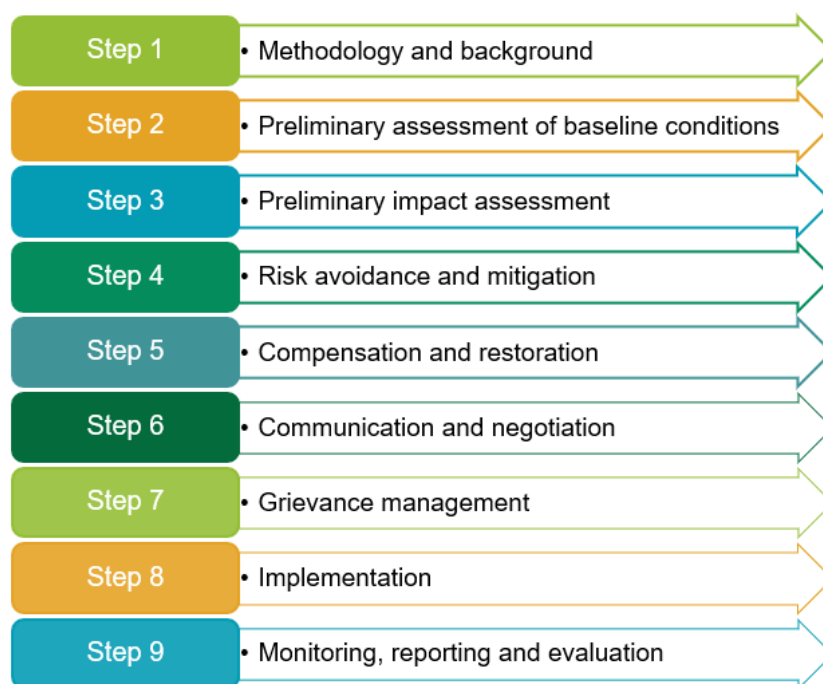 Step 1
• Methodology and background
Step 2
• Preliminary assessment of baseline conditions
Step 3
• Preliminary impact assessment
Step 4
• Risk avoidance and mitigation
Step 5
• Compensation and restoration
Step 6
• Communication and negotiation
Step 7
• Grievance management
Step 8
• Implementation
Step 9
• Monitoring, reporting and evaluation